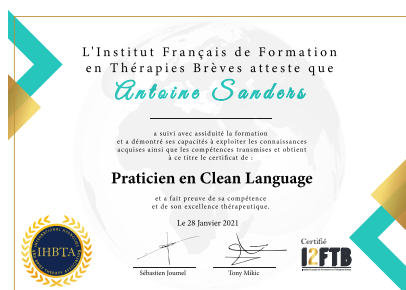 L'Institut Français de Formation
en Thérapies Brèves atteste que
Antoine Sanders
a suivi avec assiduité la formation
et a démontré ses capacités à exploiter les connaissances
acquises ainsi que les compétences transmises et obtient
à ce titre le certificat de :
Praticien en Clean Language
et a fait preuve de sa compétence
et de son excellence thérapeutique.
Le 28 Janvier 2021
Sébastien Journel
Tony Mikic
Certifié
I2FTB
IHBTA